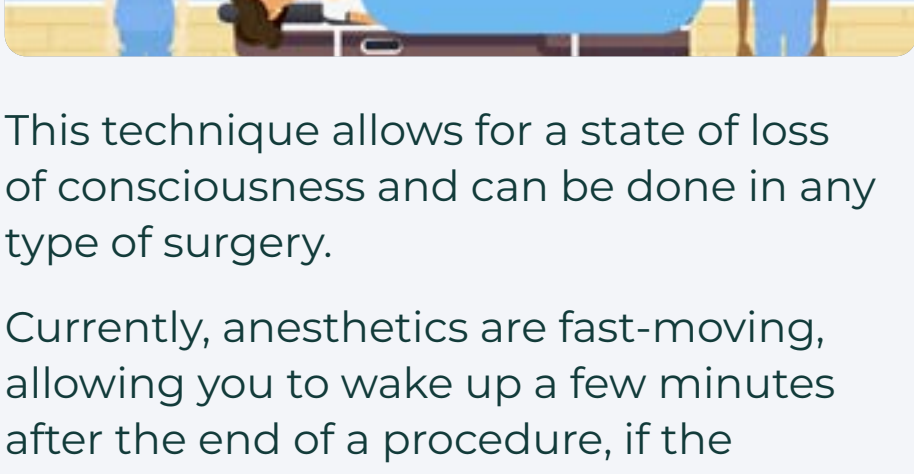 This technique allows for a state of loss
of consciousness and can be done in any
type of surgery.
Currently, anesthetics are fast-moving,
allowing you to wake up a few minutes
after the end of a procedure, if the